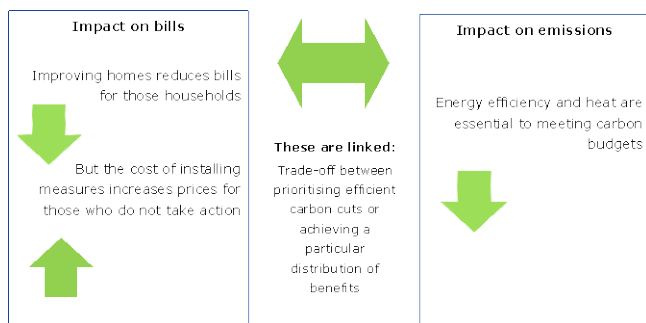 Impact on bills
Improving homes reduces bills
for those households
But the cost of installing
measures increases prices for
those who do not take action
These are linked:
Trade-off between
prioritising efficient
carbon cuts or
achieving a
particular
distribution of
benefits
Impact on emissions
Energy efficiency and heat are
essential to meeting carbon
budgets